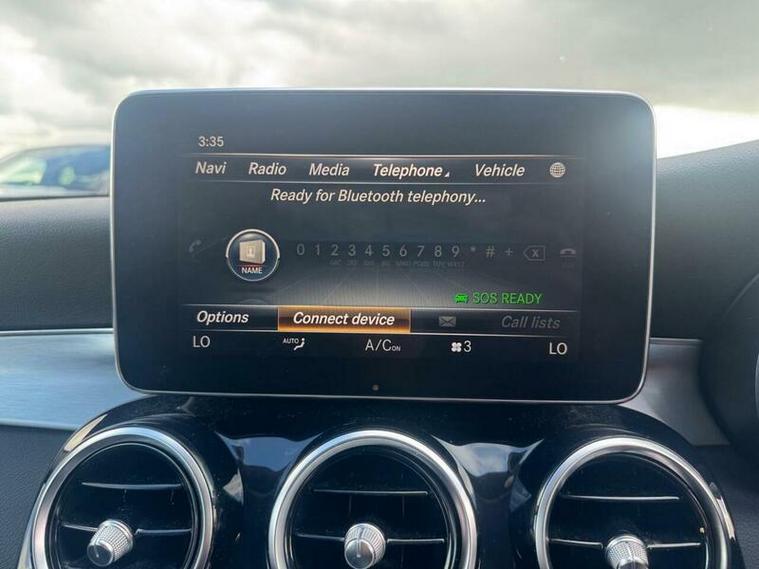 3:35
Navi Radio Media Telephone Vehicle
Ready for Bluetooth telephony...
0 1 2 3 4 5 6 7 8 9 * # +
NAME
SOS READY
Options Connect device Call lists
LO AUTO A/C ON 3 LO